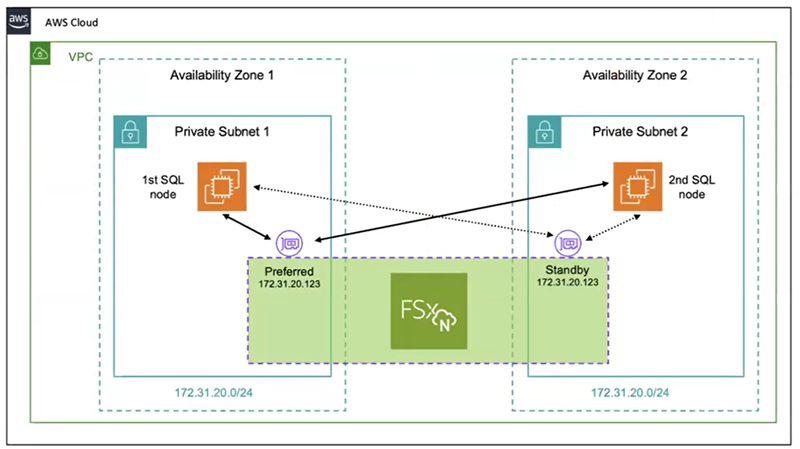 aws
AWS Cloud
VPC
Availability Zone 1
Availability Zone 2
Private Subnet 1
Private Subnet 2
1st SQL
node
2nd SQL
node
Preferred
172.31.20.123
Standby
172.31.20.123
FSx
N
172.31.20.0/24
172.31.20.0/24